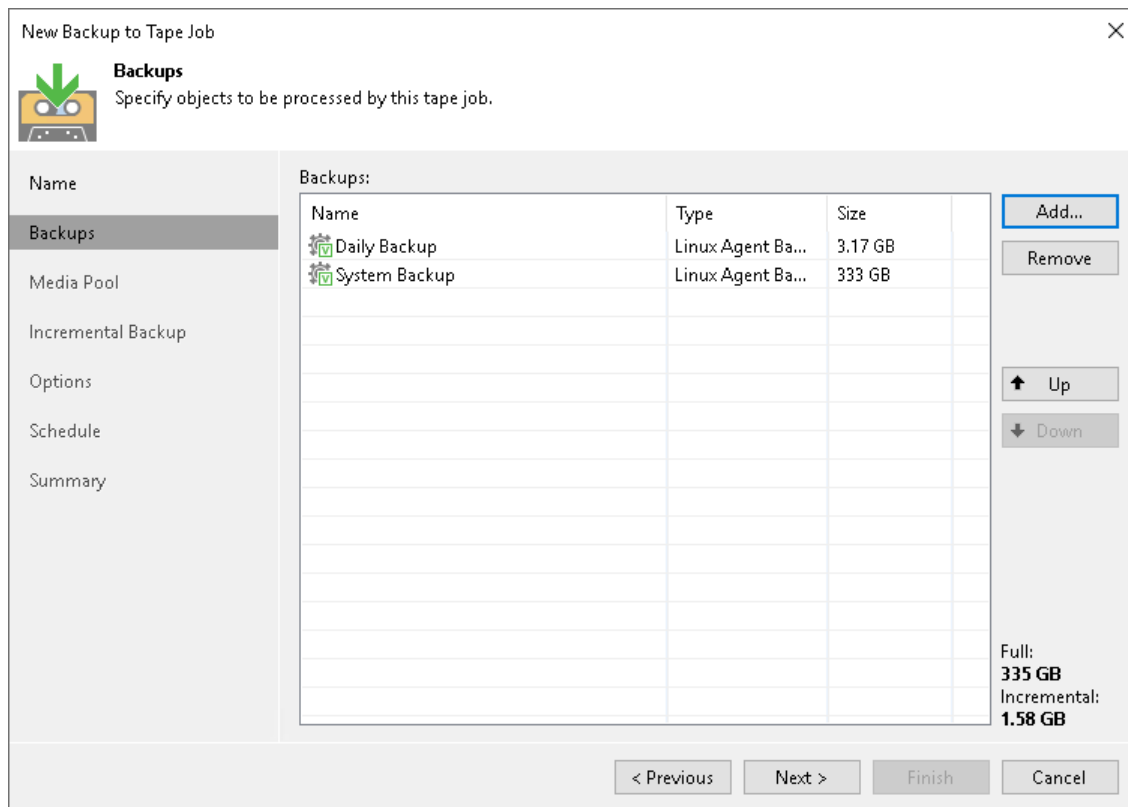 New Backup to Tape Job
Backups
Specify objects to be processed by this tape job.
Name
Backups
Media Pool
Incremental Backup
Options
Schedule
Summary
Backups:
Name Type Size
Daily Backup Linux Agent Ba... 3.17 GB
System Backup Linux Agent Ba... 333 GB
Add...
Remove
Up
Down
Full:
335 GB
Incremental:
1.58 GB
< Previous Next > Finish Cancel